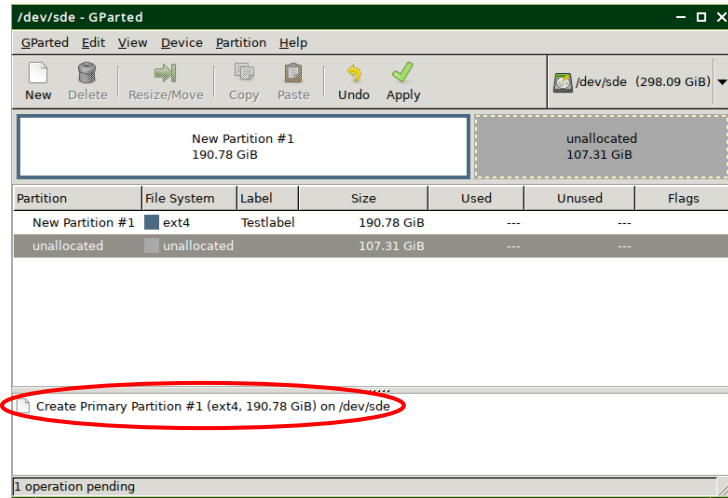 /dev/sde - GParted
GParted Edit View Device Partition Help
New Delete Resize/Move Copy Paste Undo Apply /dev/sde (298.09 GiB)
New Partition #1
190.78 GiB
unallocated
107.31 GiB
Partition File System Label Size Used Unused Flags
New Partition #1 ext4 Testlabel 190.78 GiB --- ---
unallocated unallocated 107.31 GiB --- ---
Create Primary Partition #1 (ext4, 190.78 GiB) on /dev/sde
1 operation pending